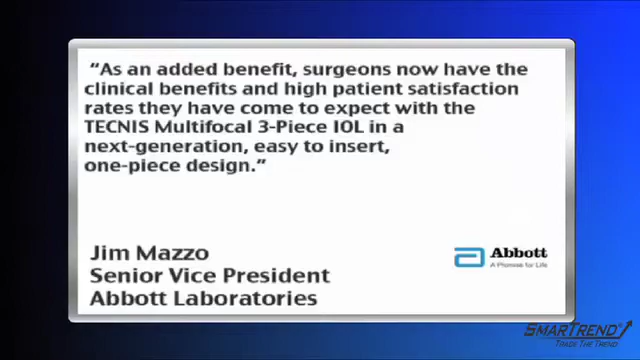 “As an added benefit, surgeons now have the
clinical benefits and high patient satisfaction
rates they have come to expect with the
TECNIS Multifocal 3-Piece IOL in a
next-generation, easy to insert,
one-piece design.”
Jim Mazzo
Senior Vice President
Abbott Laboratories
Abbott
A Promise for Life
SMARTREND®
TRADE THE TREND